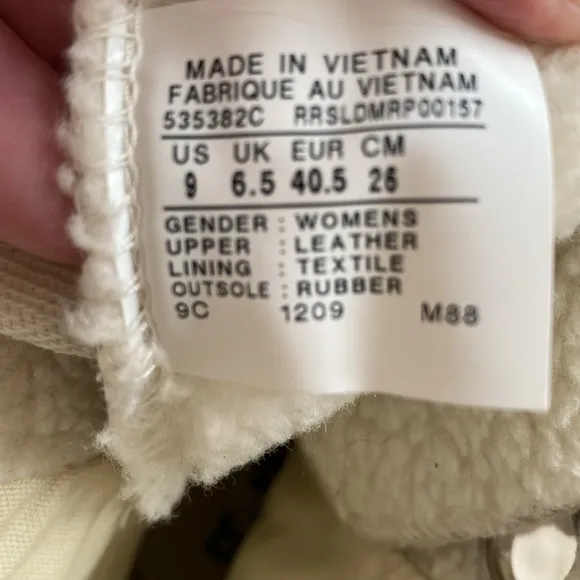 MADE IN VIETNAM
FABRIQUE AU VIETNAM
535382C RRSLDMRP00157
US UK EUR CM
9 6.5 40.5 26
GENDER : WOMENS
UPPER : LEATHER
LINING : TEXTILE
OUTSOLE : RUBBER
9C 1209 M88